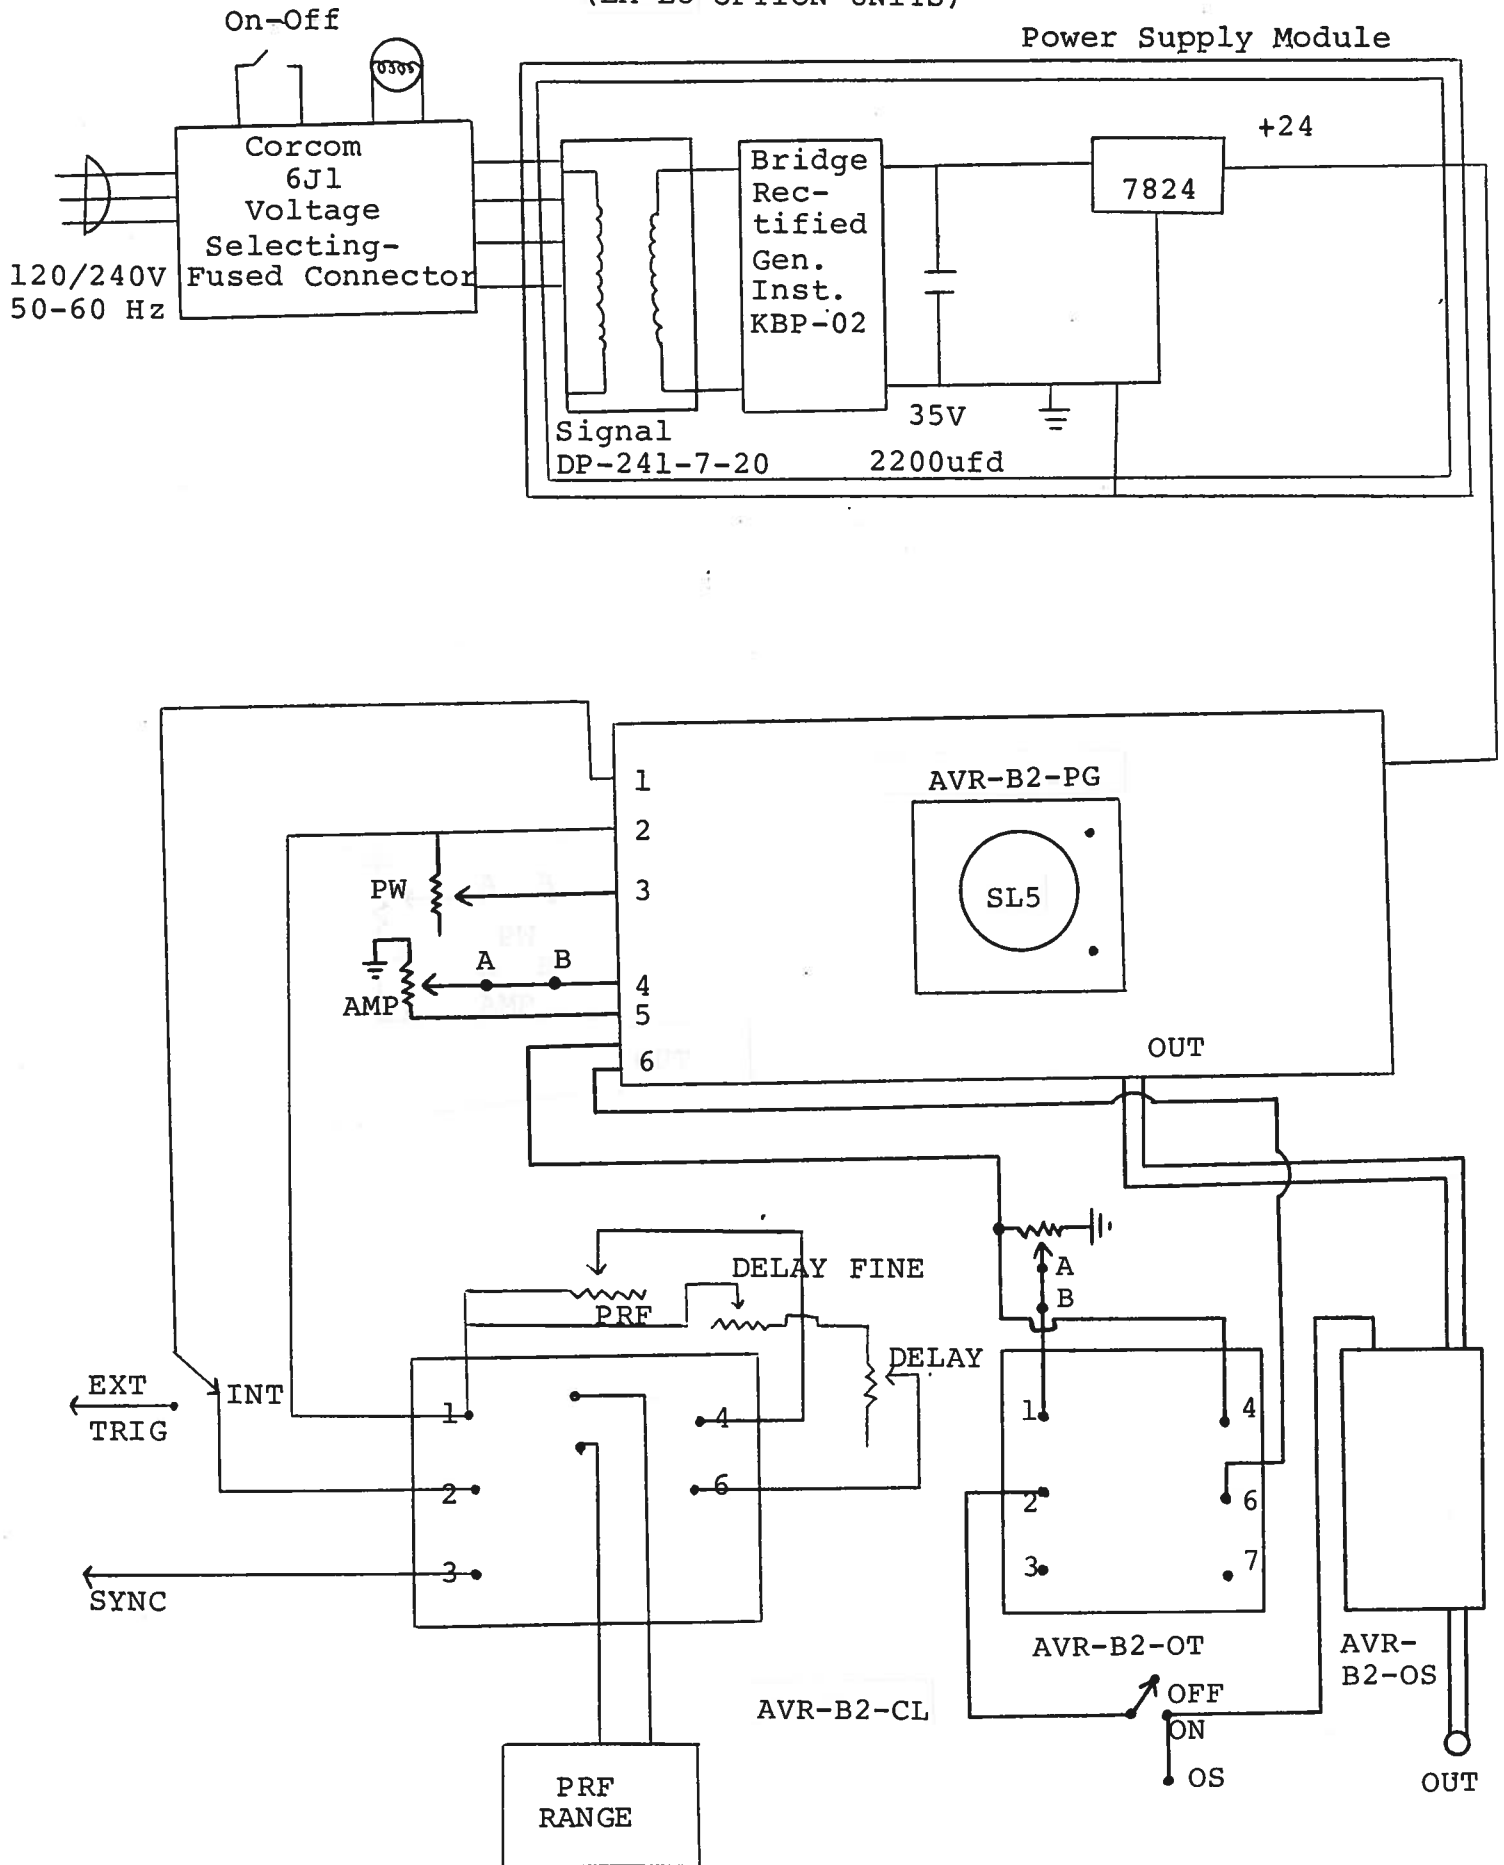 (EA EO OPTION UNITS)
On-Off
Power Supply Module
Corcom
6J1
Voltage
Selecting-
Fused Connector
120/240V
50-60 Hz
Bridge
Rec-
tified
Gen.
Inst.
KBP-02
7824
+24
35V
Signal
DP-241-7-20
2200ufd
AVR-B2-PG
SL5
1
2
3
4
5
6
PW
A
B
AMP
OUT
DELAY FINE
PRF
DELAY
EXT
TRIG
INT
SYNC
1
2
3
4
6
A
B
1
2
3
4
6
7
AVR-B2-OT
AVR-
B2-OS
AVR-B2-CL
OFF
ON
OS
OUT
PRF
RANGE